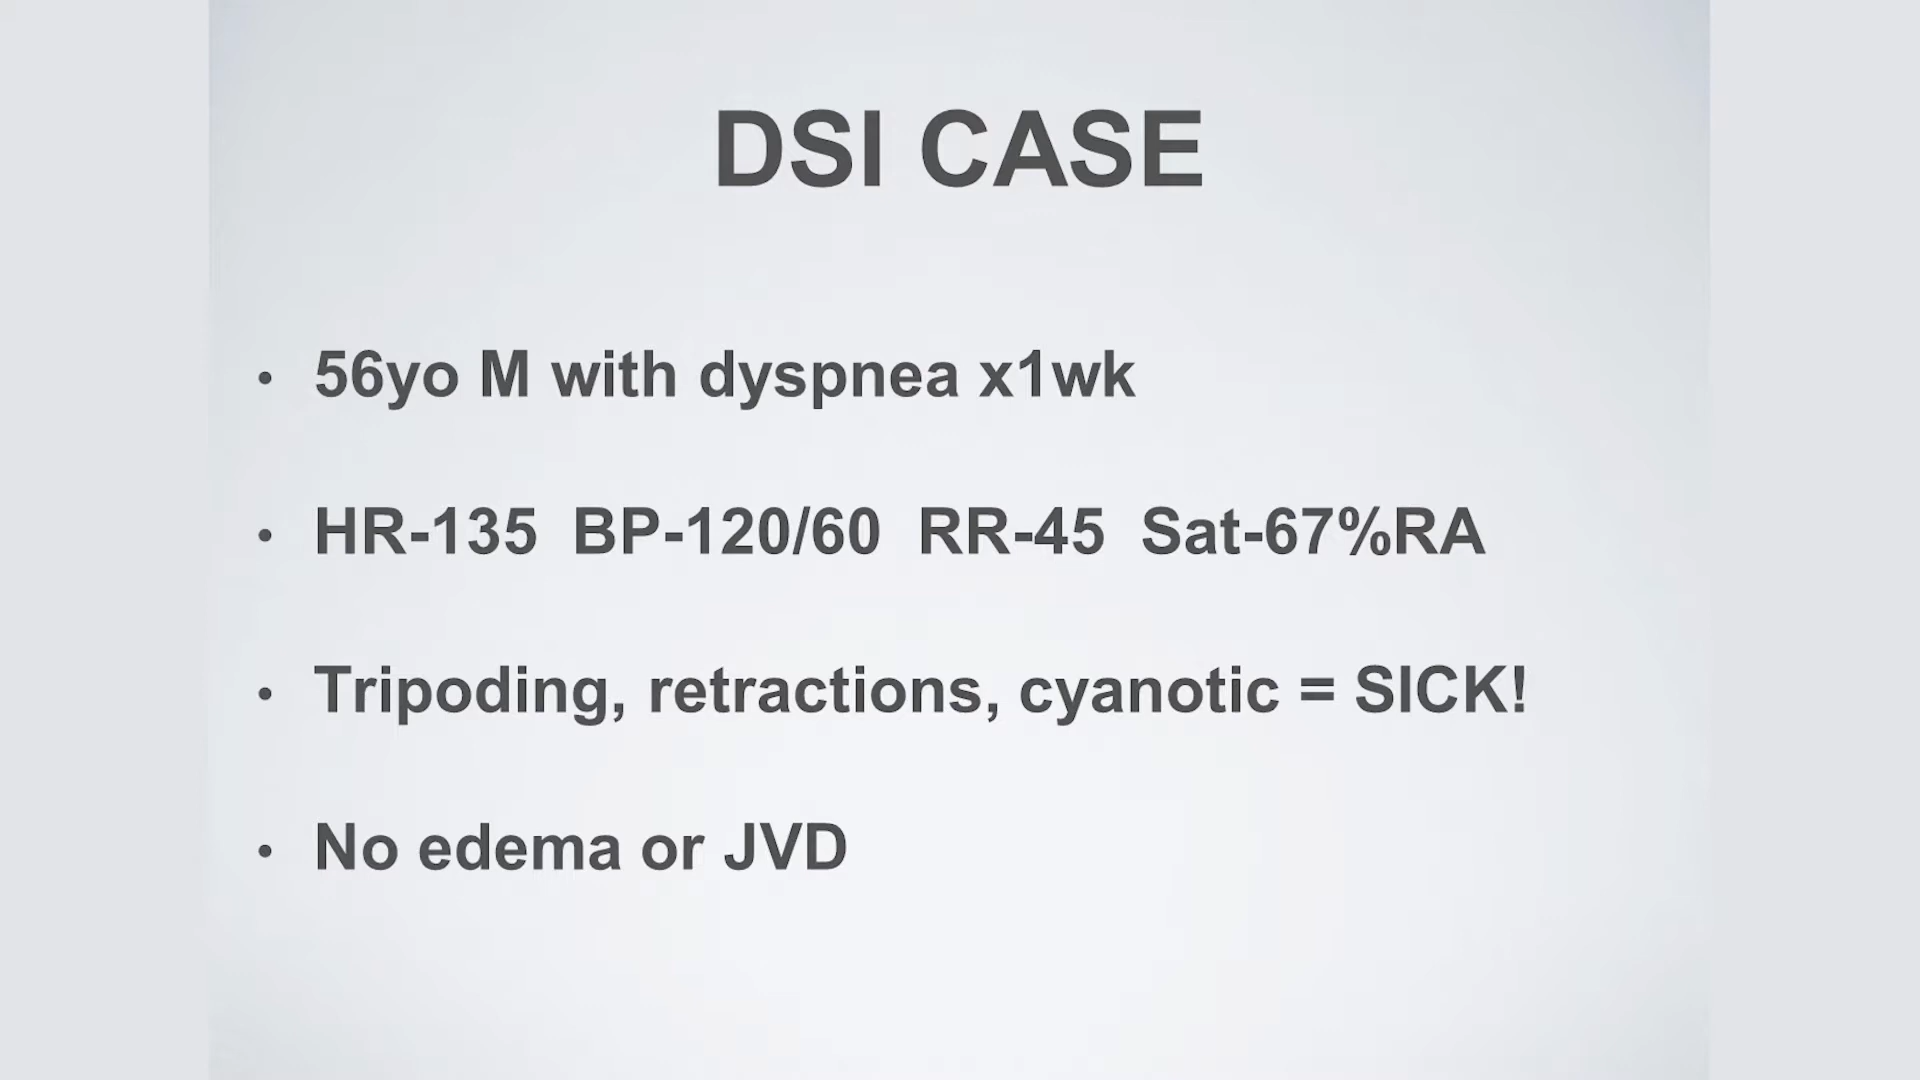 DSI CASE
• 56yo M with dyspnea x1wk
• HR-135 BP-120/60 RR-45 Sat-67%RA
• Tripoding, retractions, cyanotic = SICK!
• No edema or JVD